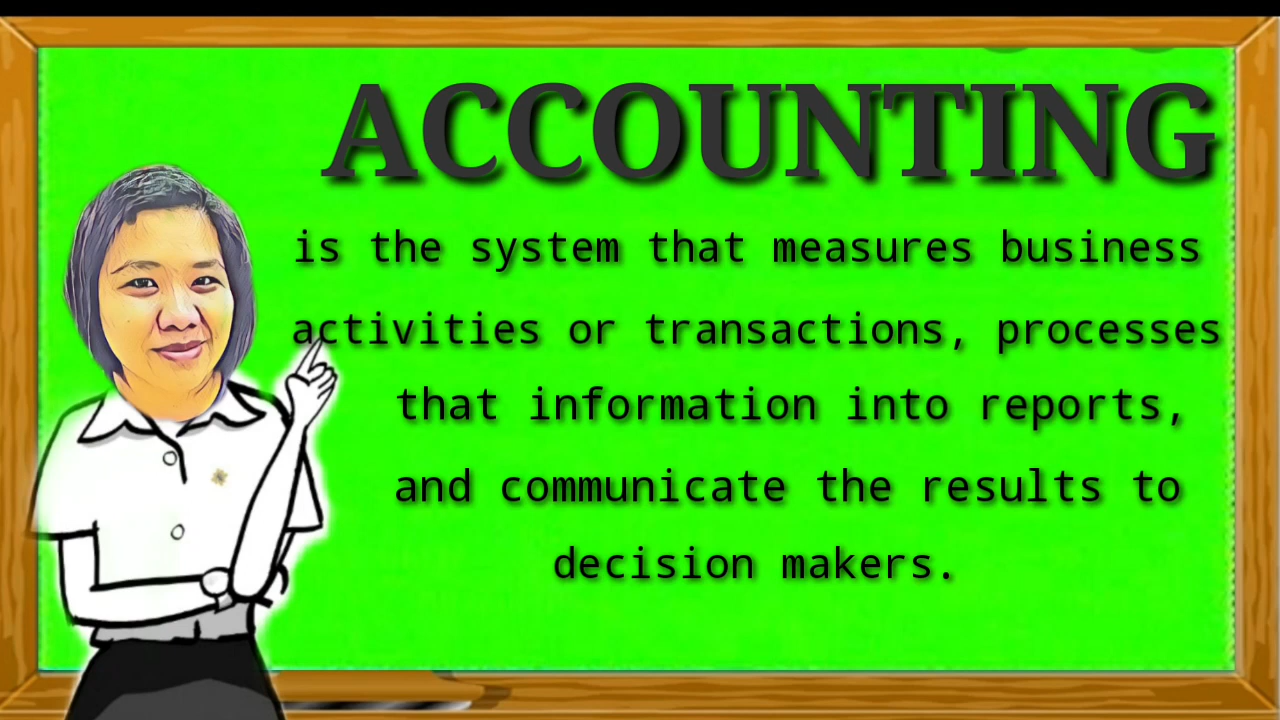 ACCOUNTING
is the system that measures business
activities or transactions, processes
that information into reports,
and communicate the results to
decision makers.